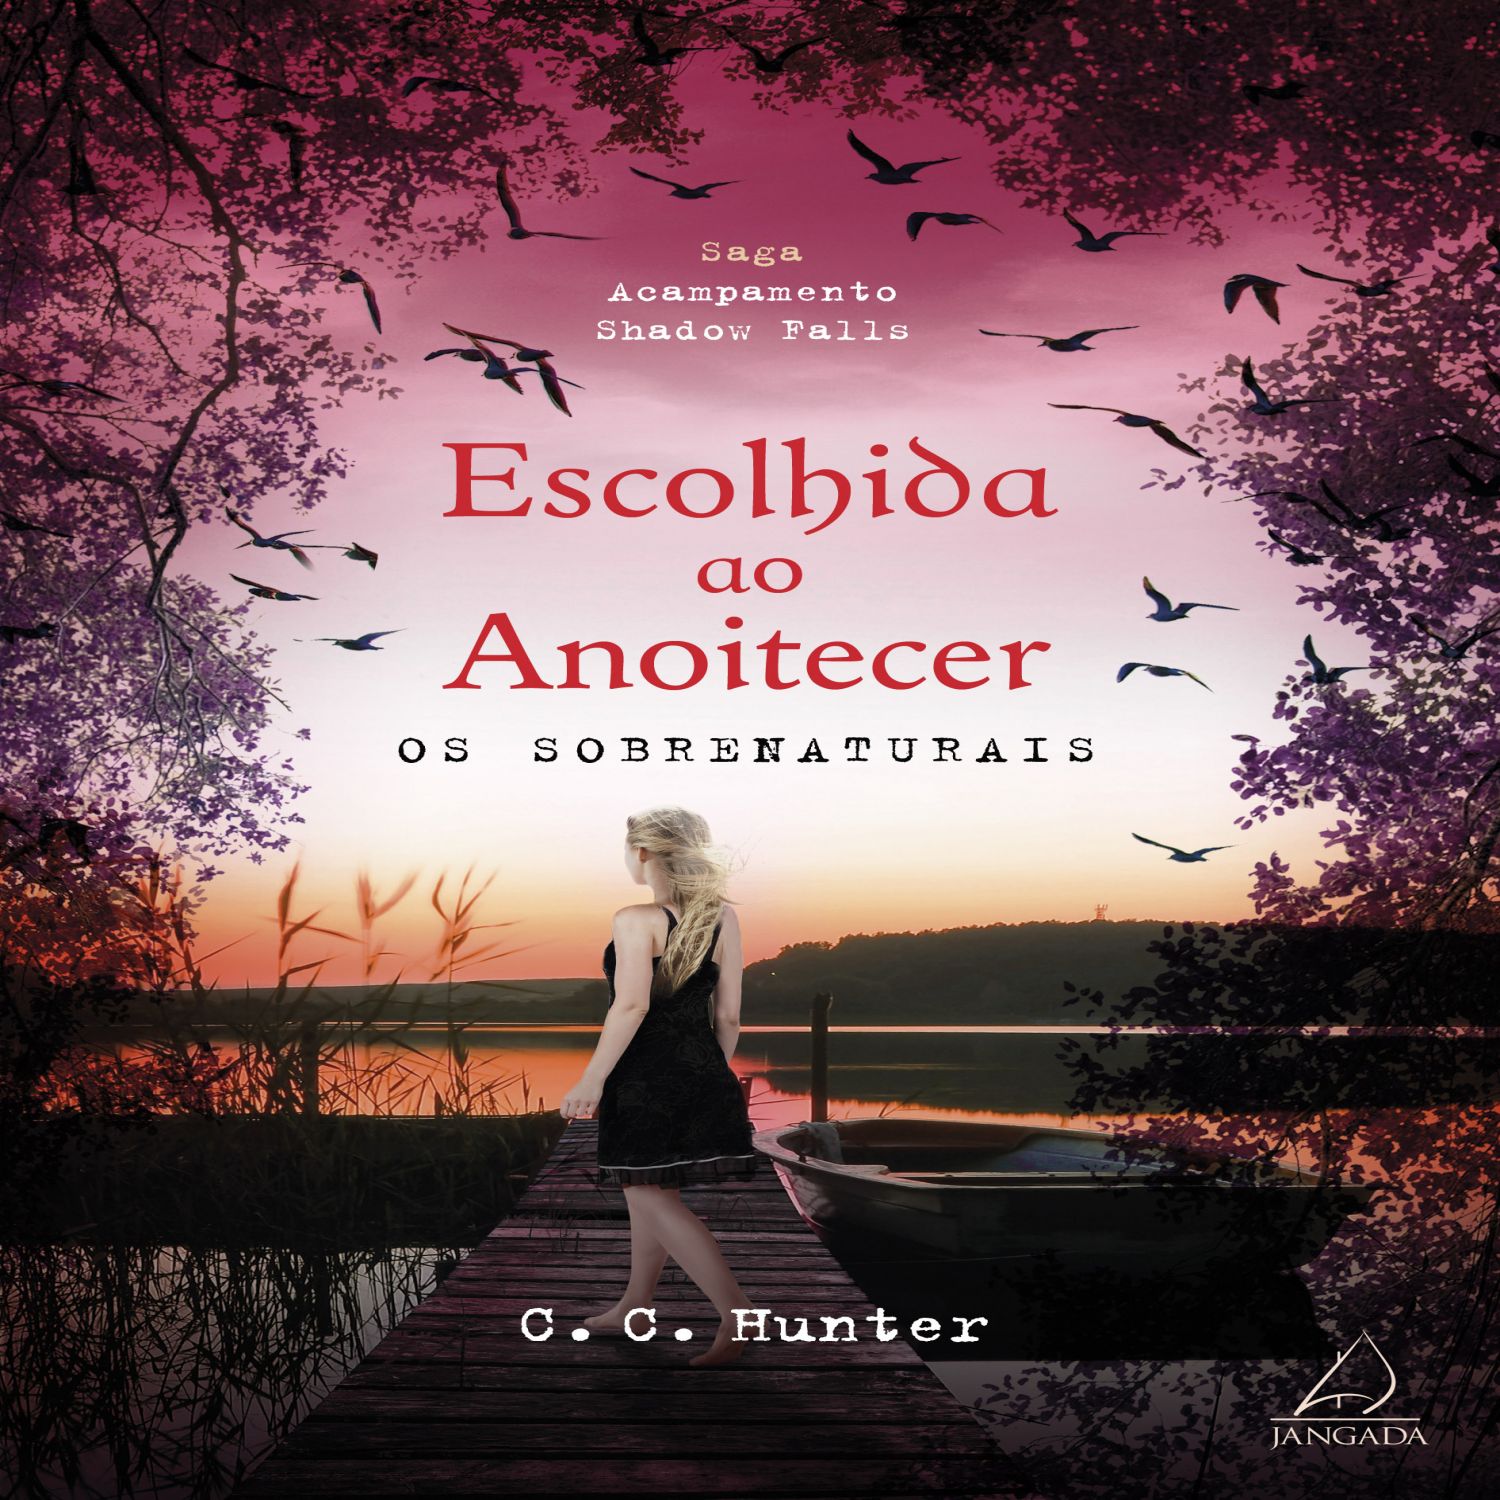 Saga
Acampamento
Shadow Falls
Escolhida
ao
Anoitecer
OS SOBRENATURAIS
C. C. Hunter
JANGADA